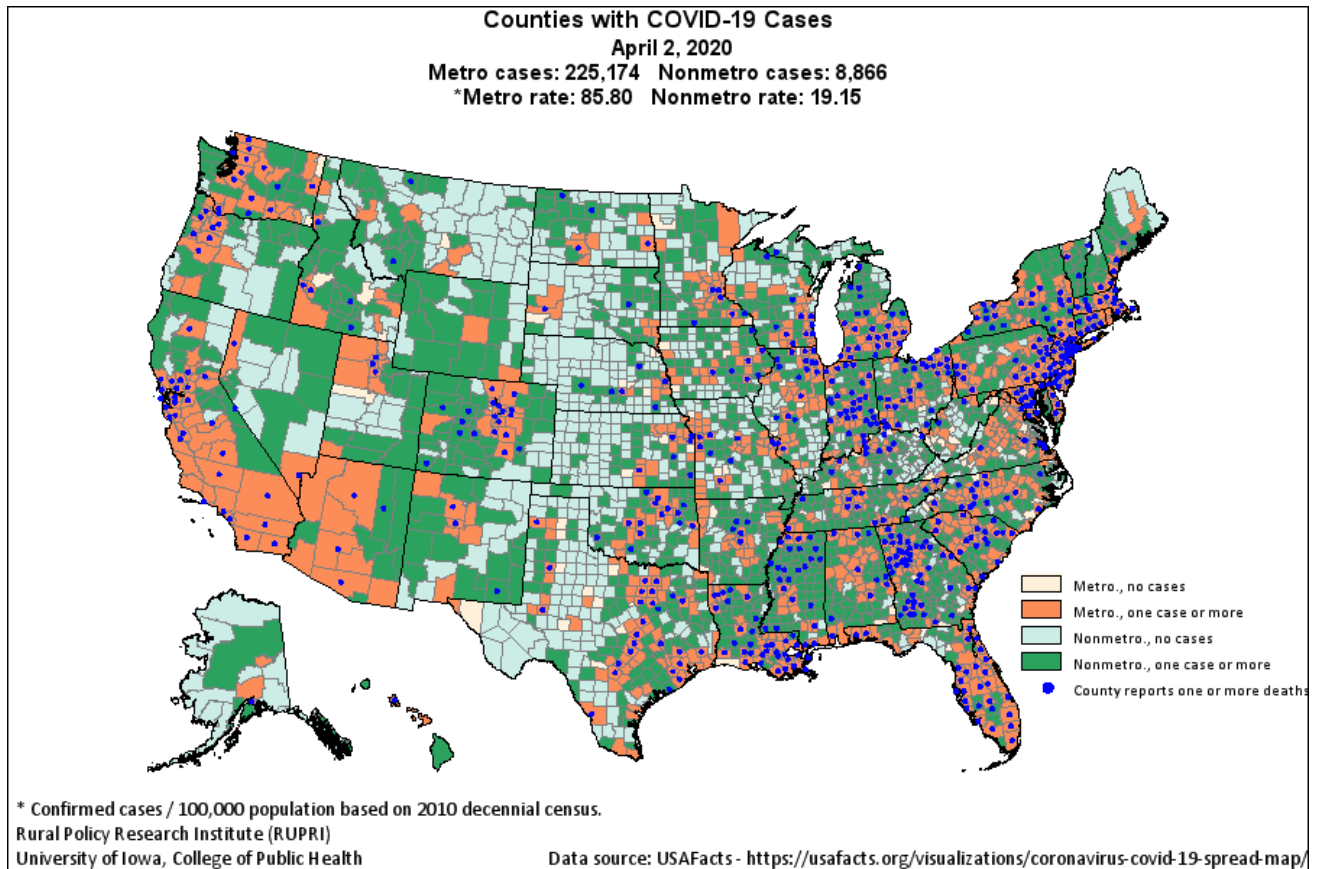 Counties with COVID-19 Cases
April 2, 2020
Metro cases: 225,174   Nonmetro cases: 8,866
*Metro rate: 85.80   Nonmetro rate: 19.15
Metro., no cases
Metro., one case or more
Nonmetro., no cases
Nonmetro., one case or more
County reports one or more deaths
* Confirmed cases / 100,000 population based on 2010 decennial census.
Rural Policy Research Institute (RUPRI)
University of Iowa, College of Public Health
Data source: USAFacts - https://usafacts.org/visualizations/coronavirus-covid-19-spread-map/